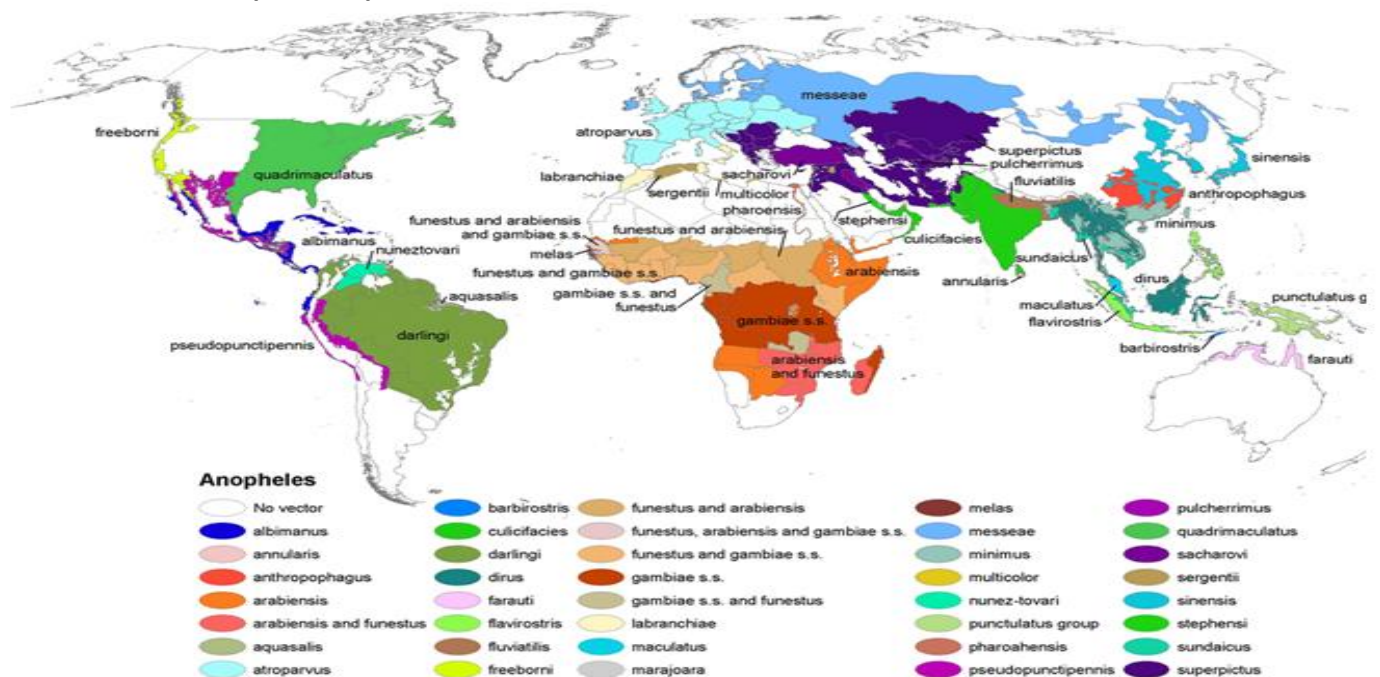 freeborni
quadrimaculatus
albimanus
nuneztovari
aquasalis
darlingi
pseudopunctipennis
messeae
atroparvus
labranchiae
sergentii
sacharovi
multicolor
pharoensis
superpictus
pulcherrimus
fluviatilis
sinensis
anthropophagus
minimus
stephensi
culicifacies
funestus and arabiensis
and gambiae s.s.
melas
funestus and arabiensis
funestus and gambiae s.s.
gambiae s.s. and
funestus
arabiensis
gambiae s.s.
arabiensis
and funestus
annularis
sundaicus
dirus
maculatus
flavirostris
barbirostris
punctulatus g
farauti
Anopheles
No vector
albimanus
annularis
anthropophagus
arabiensis
arabiensis and funestus
aquasalis
atroparvus
barbirostris
culicifacies
darlingi
dirus
farauti
flavirostris
fluviatilis
freeborni
funestus and arabiensis
funestus, arabiensis and gambiae s.s.
funestus and gambiae s.s.
gambiae s.s.
gambiae s.s. and funestus
labranchiae
maculatus
marajoara
melas
messeae
minimus
multicolor
nunez-tovari
punctulatus group
pharoahensis
pseudopunctipennis
pulcherrimus
quadrimaculatus
sacharovi
sergentii
sinensis
stephensi
sundaicus
superpictus